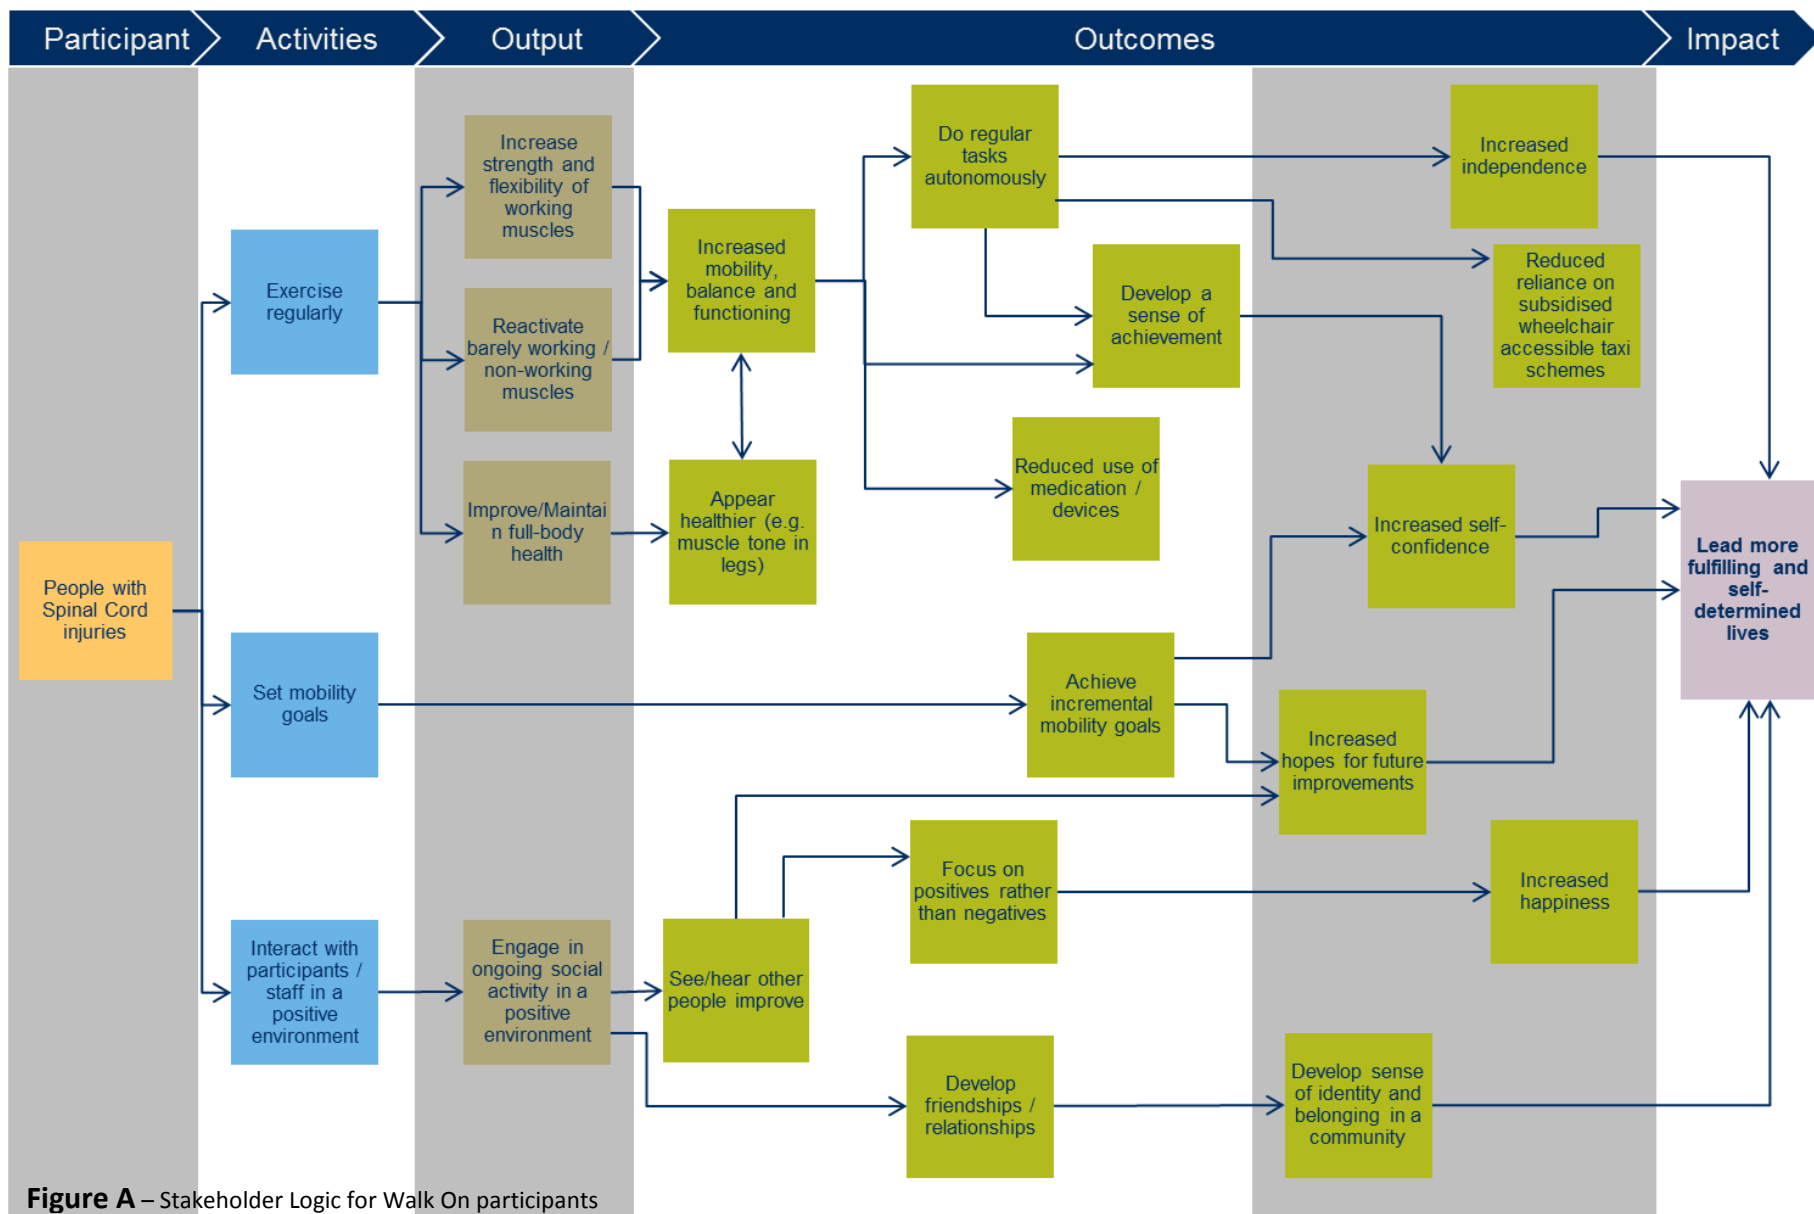 Participant
Activities
Output
Outcomes
Impact
People with
Spinal Cord
injuries
Exercise
regularly
Set mobility
goals
Interact with
participants /
staff in a
positive
environment
Increase
strength and
flexibility of
working
muscles
Reactivate
barely working /
non-working
muscles
Improve/Maintai
n full-body
health
Engage in
ongoing social
activity in a
positive
environment
Increased
mobility,
balance and
functioning
Appear
healthier (e.g.
muscle tone in
legs)
See/hear other
people improve
Do regular
tasks
autonomously
Develop a
sense of
achievement
Reduced use of
medication /
devices
Achieve
incremental
mobility goals
Focus on
positives rather
than negatives
Develop
friendships /
relationships
Increased
independence
Reduced
reliance on
subsidised
wheelchair
accessible taxi
schemes
Increased self-
confidence
Increased
hopes for future
improvements
Increased
happiness
Develop sense
of identity and
belonging in a
community
Lead more
fulfilling and
self-
determined
lives
Figure A – Stakeholder Logic for Walk On participants